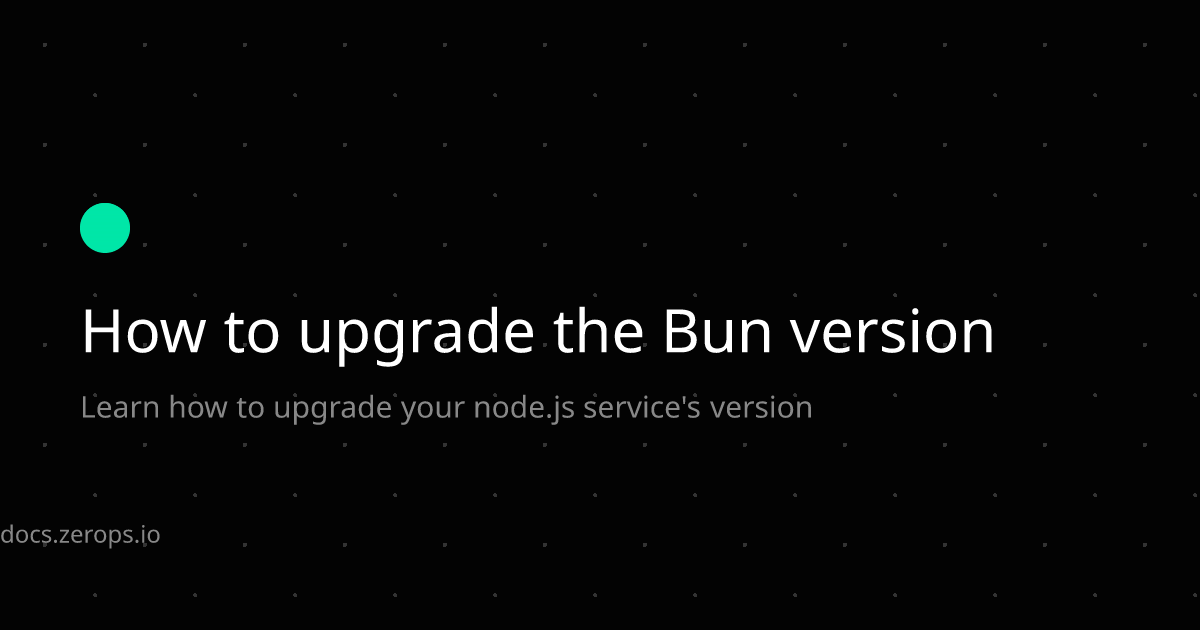 How to upgrade the Bun version
Learn how to upgrade your node.js service's version
docs.zerops.io